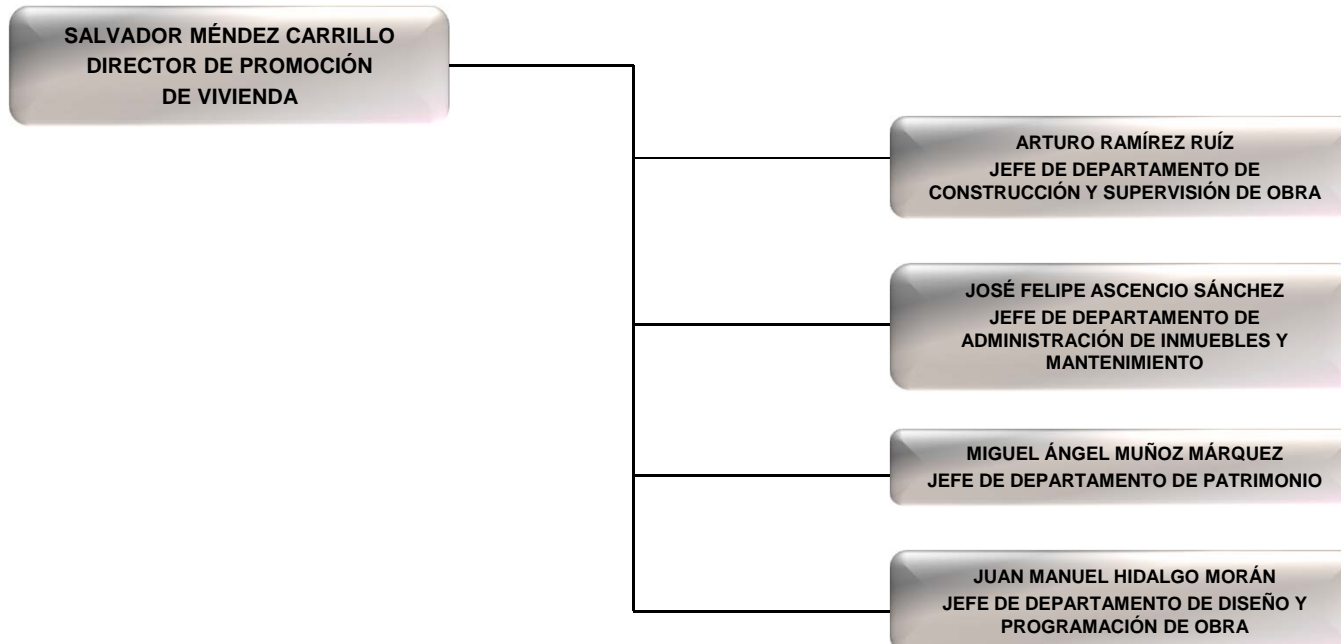 SALVADOR MÉNDEZ CARRILLO
DIRECTOR DE PROMOCIÓN
DE VIVIENDA
ARTURO RAMÍREZ RUÍZ
JEFE DE DEPARTAMENTO DE
CONSTRUCCIÓN Y SUPERVISIÓN DE OBRA
JOSÉ FELIPE ASCENCIO SÁNCHEZ
JEFE DE DEPARTAMENTO DE
ADMINISTRACIÓN DE INMUEBLES Y
MANTENIMIENTO
MIGUEL ÁNGEL MUÑOZ MÁRQUEZ
JEFE DE DEPARTAMENTO DE PATRIMONIO
JUAN MANUEL HIDALGO MORÁN
JEFE DE DEPARTAMENTO DE DISEÑO Y
PROGRAMACIÓN DE OBRA